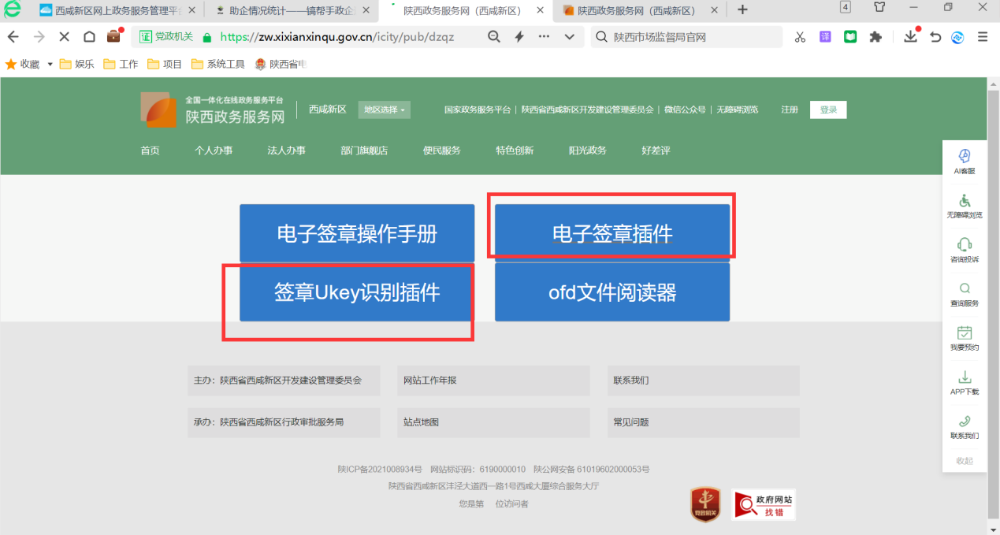 西咸新区网上政务服务管理平
助企情况统计——镐帮手政企
陕西政务服务网（西咸新区）
陕西政务服务网（西咸新区）
4
证 党政机关
https://zw.xixianxinqu.gov.cn/icity/pub/dzqz
陕西市场监督局官网
译
收藏
娱乐
工作
项目
系统工具
陕西省电
全国一体化在线政务服务平台
陕西政务服务网
西咸新区
地区选择
国家政务服务平台 | 陕西省西咸新区开发建设管理委员会 | 微信公众号 | 无障碍浏览
注册
登录
首页
个人办事
法人办事
部门旗舰店
便民服务
特色创新
阳光政务
好差评
电子签章操作手册
电子签章插件
签章Ukey识别插件
ofd文件阅读器
AI客服
无障碍浏览
咨询投诉
查询服务
我要预约
APP下载
联系我们
收起
主办：陕西省西咸新区开发建设管理委员会
网站工作年报
联系我们
承办：陕西省西咸新区行政审批服务局
站点地图
常见问题
陕ICP备2021008934号 网站标识码：6190000010 陕公网安备 61019602000053号
陕西省西咸新区沣泾大道西一路1号西咸大厦综合服务大厅
您是第 位访问者
党政机关
政府网站
找错